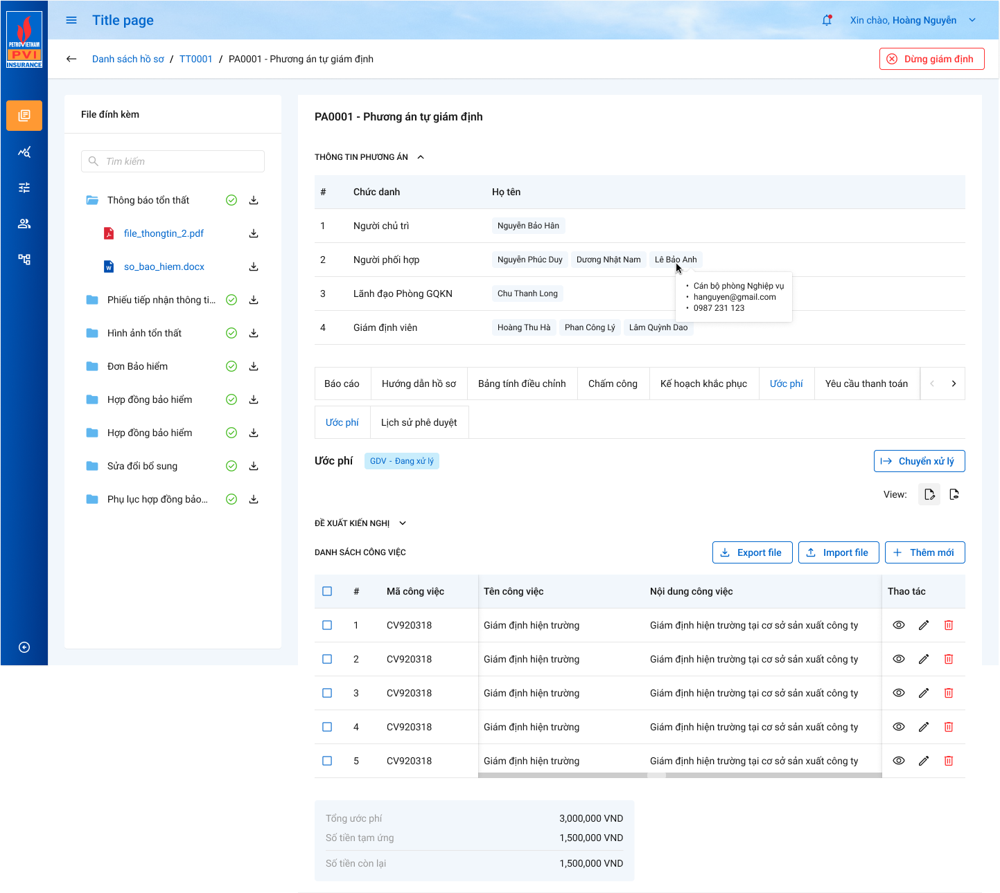 PETROVIETNAM
PVI
INSURANCE
Title page
Xin chào, Hoàng Nguyễn
Danh sách hồ sơ / TT0001 / PA0001 - Phương án tự giám định
Dừng giám định
File đính kèm
Tìm kiếm
Thông báo tổn thất
file_thongtin_2.pdf
so_bao_hiem.docx
Phiếu tiếp nhận thông ti...
Hình ảnh tổn thất
Đơn Bảo hiểm
Hợp đồng bảo hiểm
Hợp đồng bảo hiểm
Sửa đổi bổ sung
Phụ lục hợp đồng bảo...
PA0001 - Phương án tự giám định
THÔNG TIN PHƯƠNG ÁN
# Chức danh Họ tên
1 Người chủ trì Nguyễn Bảo Hân
2 Người phối hợp Nguyễn Phúc Duy Dương Nhật Nam Lê Bảo Anh
• Cán bộ phòng Nghiệp vụ
• hanguyen@gmail.com
• 0987 231 123
3 Lãnh đạo Phòng GQKN Chu Thanh Long
4 Giám định viên Hoàng Thu Hà Phan Công Lý Lâm Quỳnh Dao
Báo cáo Hướng dẫn hồ sơ Bảng tính điều chỉnh Chấm công Kế hoạch khắc phục Ước phí Yêu cầu thanh toán
Ước phí Lịch sử phê duyệt
Ước phí GDV - Đang xử lý Chuyển xử lý
View:
ĐỀ XUẤT KIẾN NGHỊ
DANH SÁCH CÔNG VIỆC Export file Import file Thêm mới
# Mã công việc Tên công việc Nội dung công việc Thao tác
1 CV920318 Giám định hiện trường Giám định hiện trường tại cơ sở sản xuất công ty
2 CV920318 Giám định hiện trường Giám định hiện trường tại cơ sở sản xuất công ty
3 CV920318 Giám định hiện trường Giám định hiện trường tại cơ sở sản xuất công ty
4 CV920318 Giám định hiện trường Giám định hiện trường tại cơ sở sản xuất công ty
5 CV920318 Giám định hiện trường Giám định hiện trường tại cơ sở sản xuất công ty
Tổng ước phí 3,000,000 VND
Số tiền tạm ứng 1,500,000 VND
Số tiền còn lại 1,500,000 VND